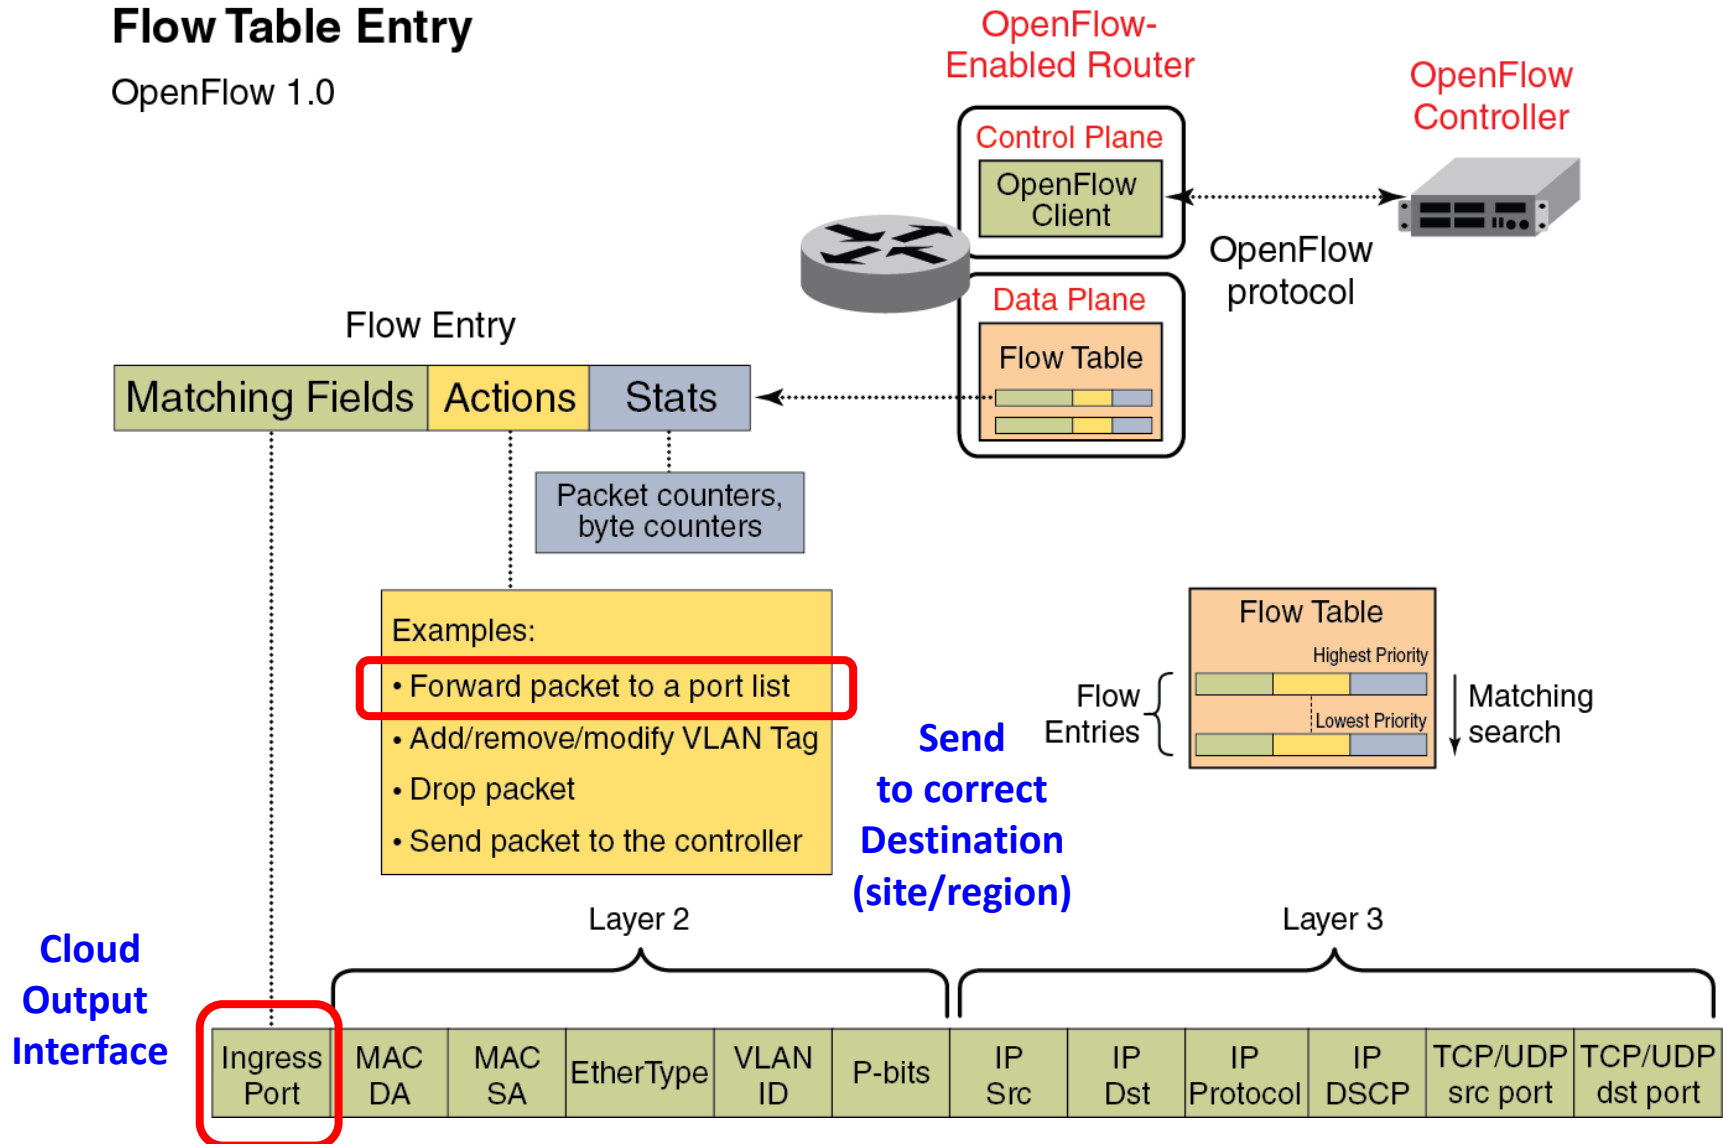 Flow Table Entry
OpenFlow 1.0
OpenFlow-
Enabled Router
OpenFlow
Controller
Control Plane
OpenFlow
Client
OpenFlow
protocol
Data Plane
Flow Table
Flow Entry
Matching Fields
Actions
Stats
Packet counters,
byte counters
Examples:
• Forward packet to a port list
• Add/remove/modify VLAN Tag
• Drop packet
• Send packet to the controller
Send
to correct
Destination
(site/region)
Flow Table
Highest Priority
Lowest Priority
Flow
Entries
Matching
search
Cloud
Output
Interface
Layer 2
Layer 3
Ingress
Port
MAC
DA
MAC
SA
EtherType
VLAN
ID
P-bits
IP
Src
IP
Dst
IP
Protocol
IP
DSCP
TCP/UDP
src port
TCP/UDP
dst port